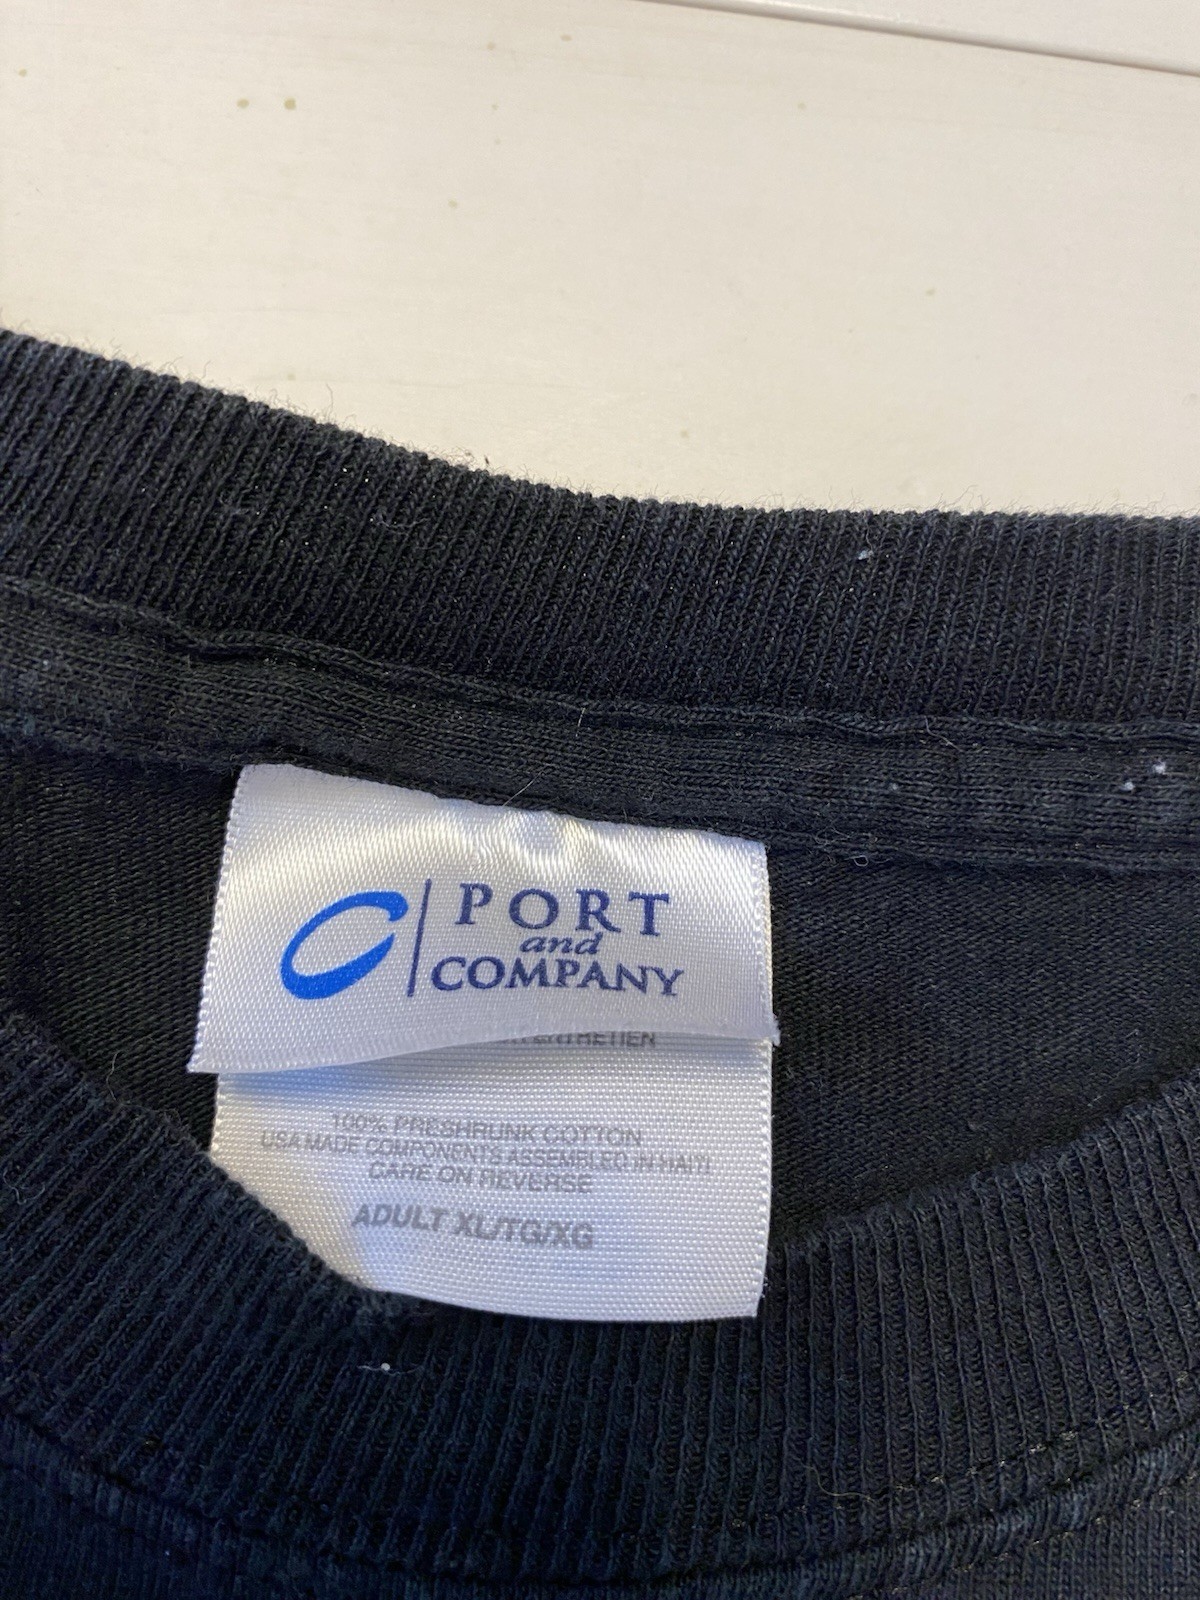 PORT
and
COMPANY
100% PRESHRUNK COTTON
USA MADE COMPONENTS ASSEMBLED IN HAITI
CARE ON REVERSE
ADULT XL/TG/XG